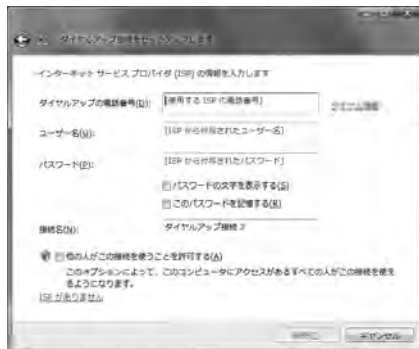 ダイヤルアップ接続をセットアップします
インターネット サービス プロバイダ (ISP) の情報を入力します
ダイヤルアップの電話番号(D):
[使用する ISP の電話番号]
ダイヤル情報
ユーザー名(U):
[ISP から付与されたユーザー名]
パスワード(P):
[ISP から付与されたパスワード]
パスワードの文字を表示する(S)
このパスワードを記憶する(R)
接続名(N):
ダイヤルアップ接続 2
他の人がこの接続を使うことを許可する(A)
このオプションによって、このコンピュータにアクセスがあるすべての人がこの接続を使え
るようになります。
ISP がありません
キャンセル